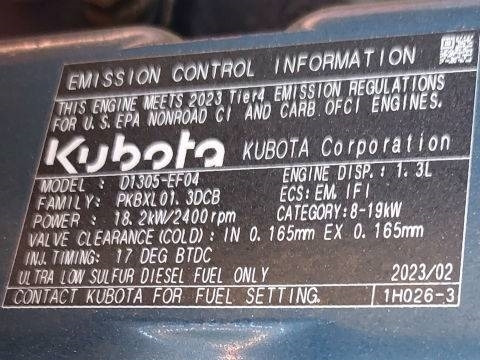 EMISSION CONTROL INFORMATION
THIS ENGINE MEETS 2023 Tier4 EMISSION REGULATIONS
FOR U.S. EPA NONROAD CI AND CARB OFCI ENGINES.
Kubota KUBOTA Corporation
MODEL : D1305-EF04 ENGINE DISP.: 1.3L
FAMILY : PKBXL01.3DCB ECS: EM, IFI
POWER : 18.2kW/2400rpm CATEGORY: 8-19kW
VALVE CLEARANCE (COLD) : IN 0.165mm EX 0.165mm
INJ. TIMING: 17 DEG BTDC
ULTRA LOW SULFUR DIESEL FUEL ONLY 2023/02
CONTACT KUBOTA FOR FUEL SETTING. 1H026-3